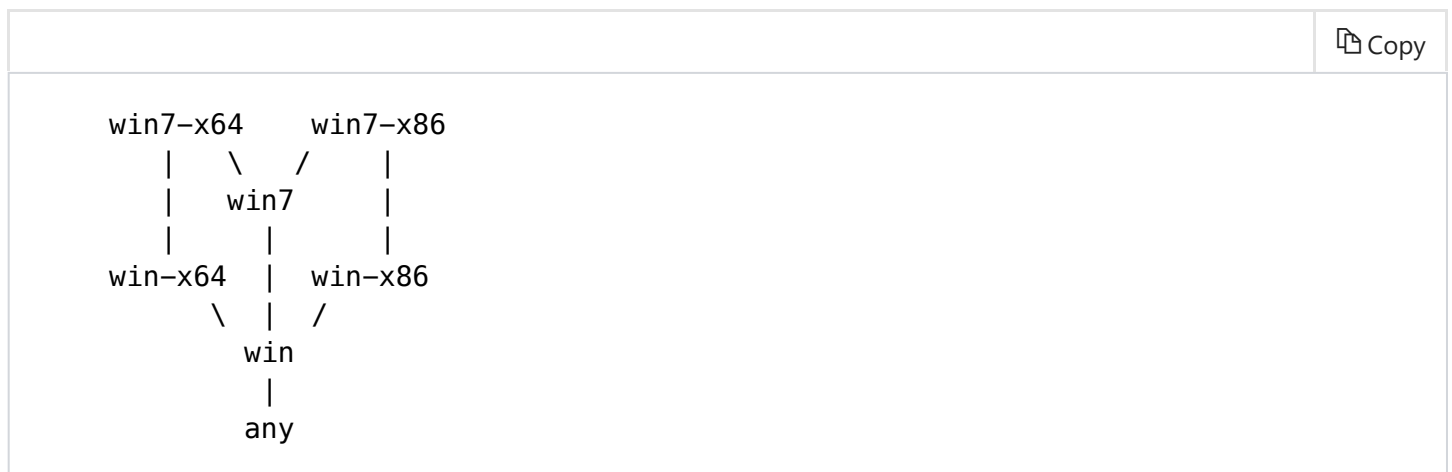 Copy
win7-x64    win7-x86
   |   \   /    |
   |   win7     |
   |     |      |
win-x64  |  win-x86
      \  |  /
        win
         |
        any